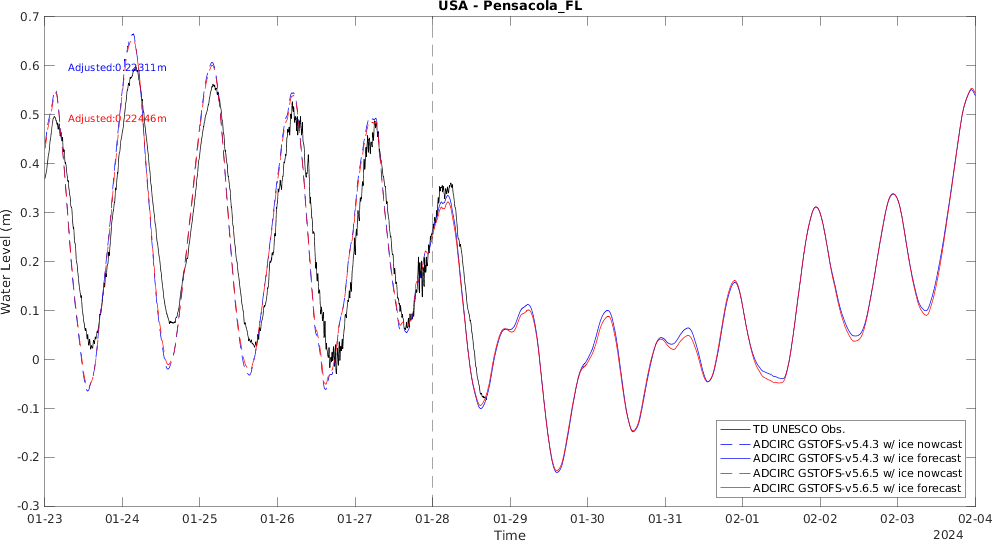 USA - Pensacola_FL
0.7
0.6
0.5
0.4
0.3
0.2
0.1
0
-0.1
-0.2
-0.3
Water Level (m)
Adjusted:0.22311m
Adjusted:0.22446m
TD UNESCO Obs.
ADCIRC GSTOFS-v5.4.3 w/ ice nowcast
ADCIRC GSTOFS-v5.4.3 w/ ice forecast
ADCIRC GSTOFS-v5.6.5 w/ ice nowcast
ADCIRC GSTOFS-v5.6.5 w/ ice forecast
01-23 01-24 01-25 01-26 01-27 01-28 01-29 01-30 01-31 02-01 02-02 02-03 02-04
Time
2024